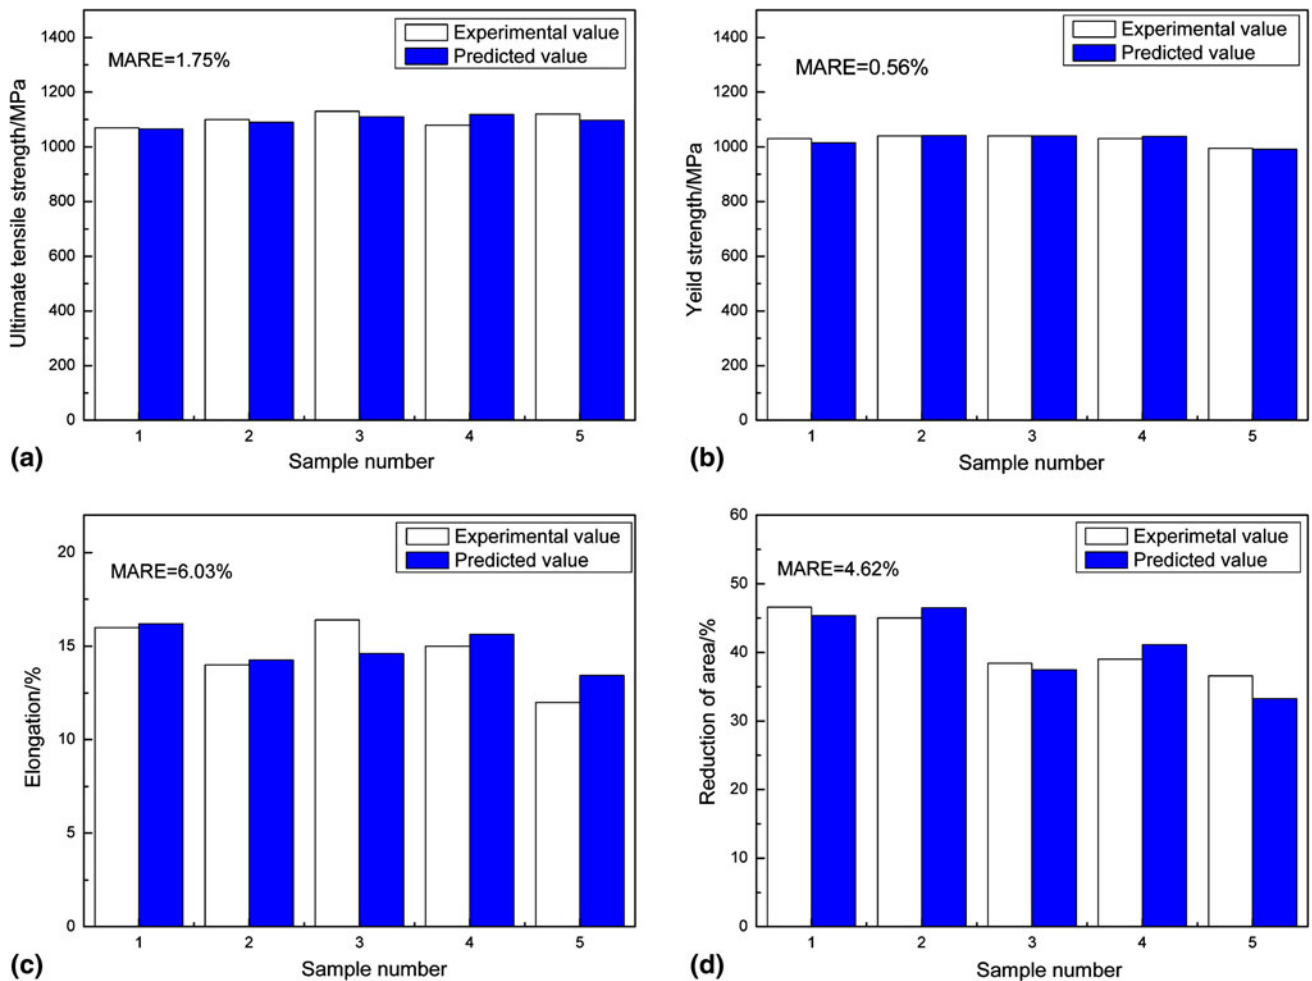 1400
1200
1000
800
600
400
200
0
Ultimate tensile strength/MPa
MARE=1.75%
Experimental value
Predicted value
1 2 3 4 5
Sample number
(a)
1400
1200
1000
800
600
400
200
0
Yeild strength/MPa
MARE=0.56%
Experimental value
Predicted value
1 2 3 4 5
Sample number
(b)
20
15
10
5
0
Elongation/%
MARE=6.03%
Experimental value
Predicted value
1 2 3 4 5
Sample number
(c)
60
50
40
30
20
10
0
Reduction of area/%
MARE=4.62%
Experimetal value
Predicted value
1 2 3 4 5
Sample number
(d)